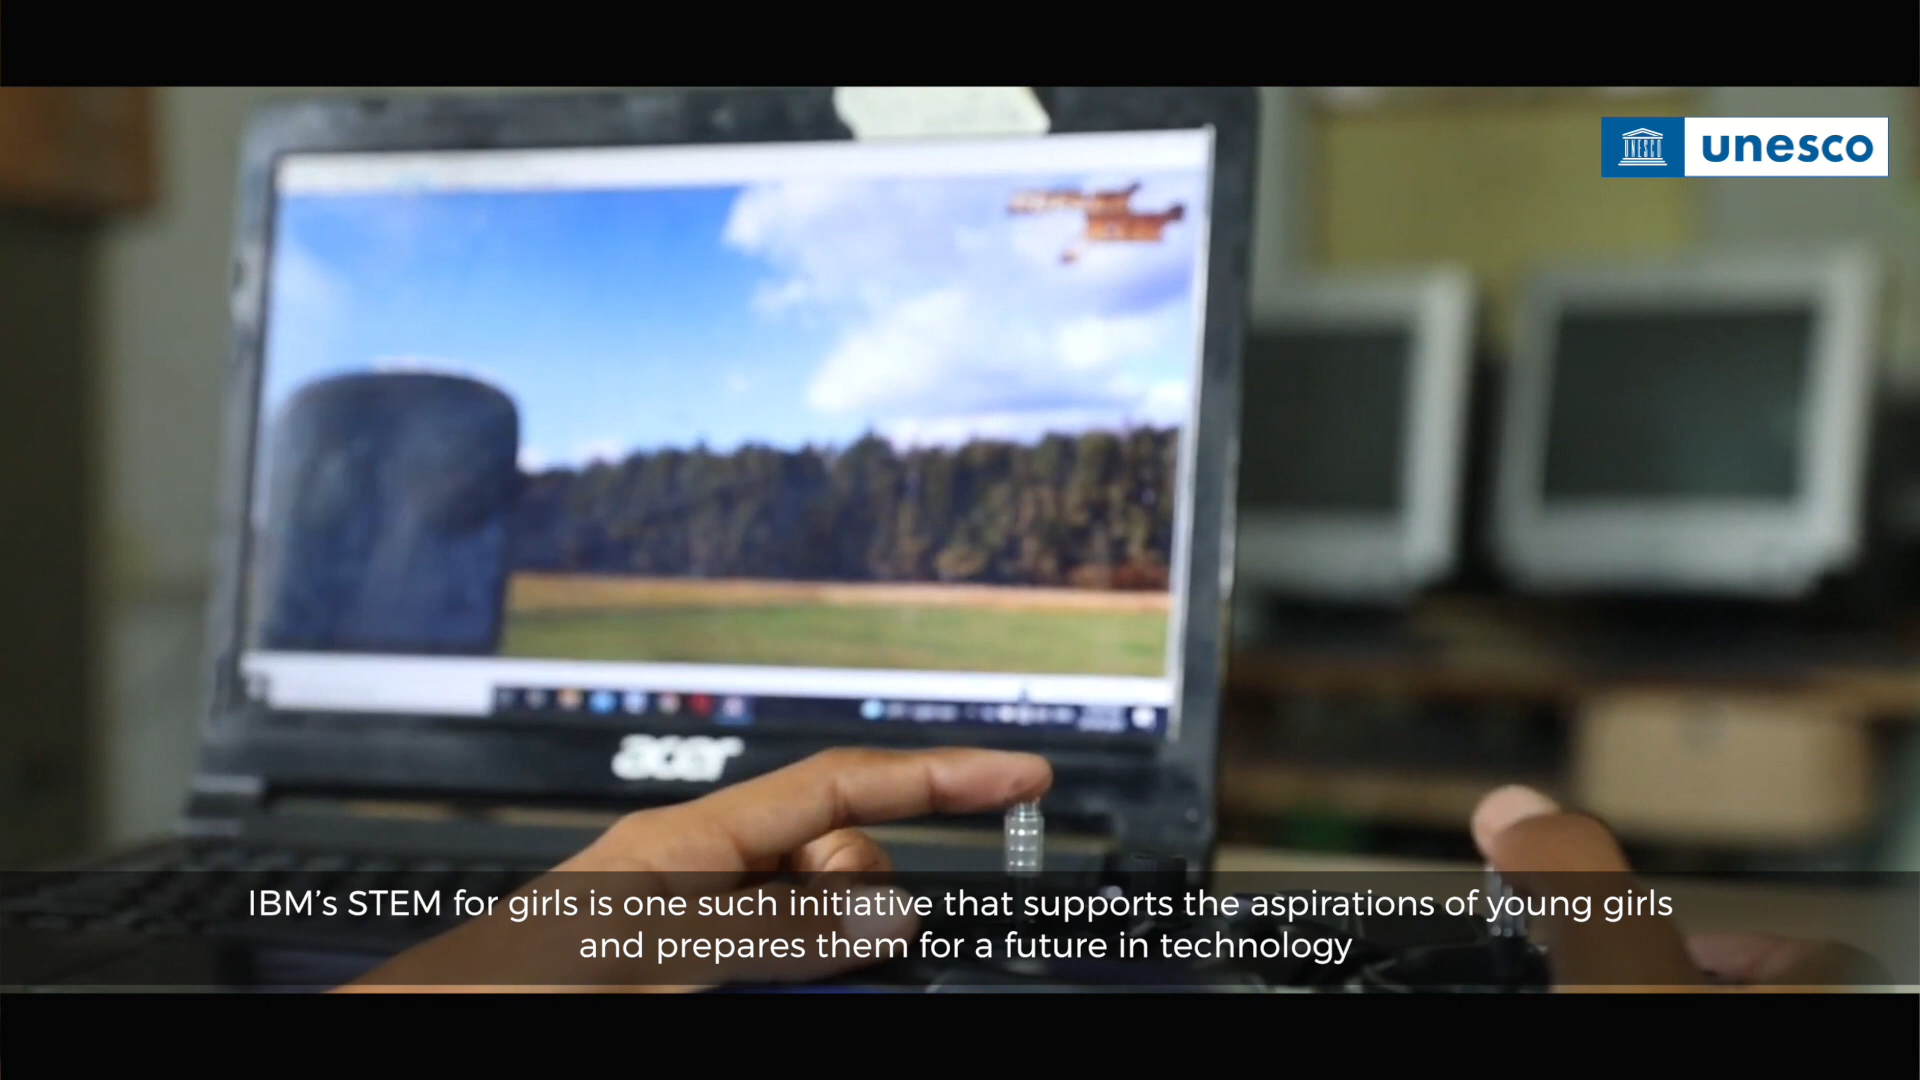 UNESCO
unesco
acer
IBM’s STEM for girls is one such initiative that supports the aspirations of young girls
and prepares them for a future in technology